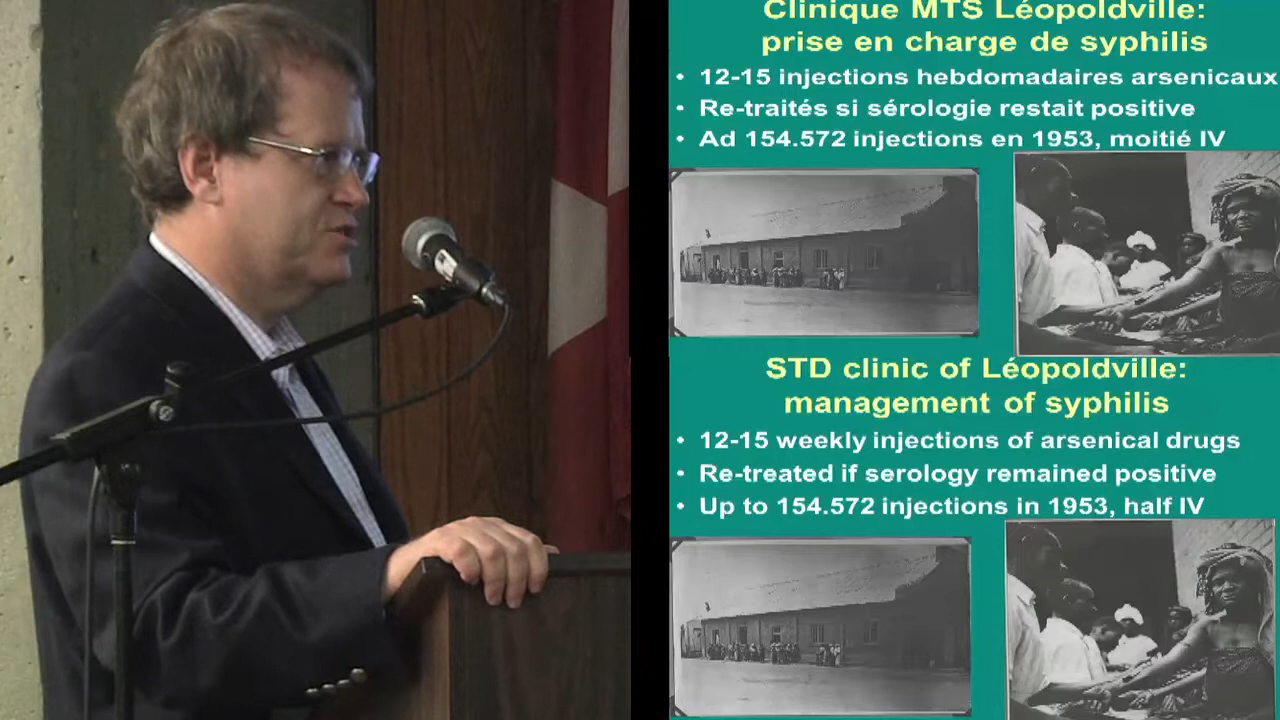 Clinique MTS Léopoldville:
prise en charge de syphilis
• 12-15 injections hebdomadaires arsenicaux
• Re-traités si sérologie restait positive
• Ad 154.572 injections en 1953, moitié IV
STD clinic of Léopoldville:
management of syphilis
• 12-15 weekly injections of arsenical drugs
• Re-treated if serology remained positive
• Up to 154.572 injections in 1953, half IV